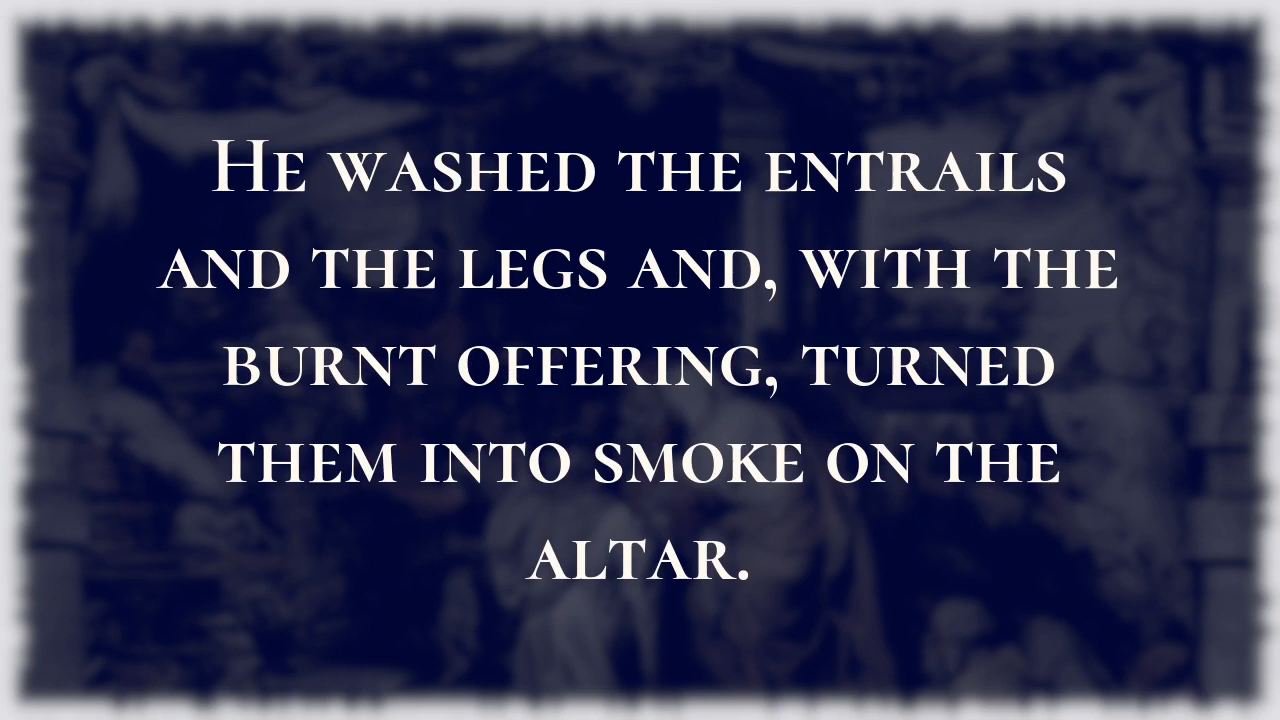 He washed the entrails
and the legs and, with the
burnt offering, turned
them into smoke on the
altar.